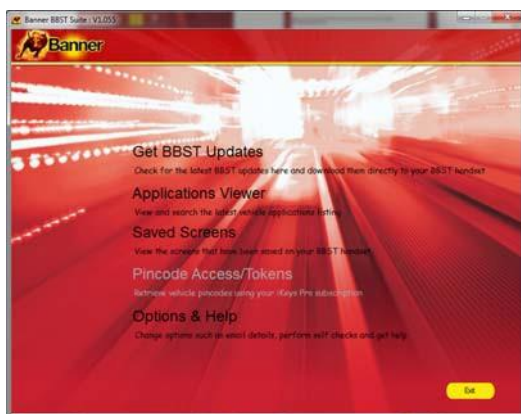 Banner BBST Suite : V1.055
Banner
Get BBST Updates
Check for the latest BBST updates here and download them directly to your BBST handset
Applications Viewer
View and search the latest vehicle applications listing
Saved Screens
View the screens that have been saved on your BBST handset
Pincode Access/Tokens
Retrieve vehicle pincodes using your iKeys Pro subscription
Options & Help
Change options such as email details, perform self checks and get help
Exit